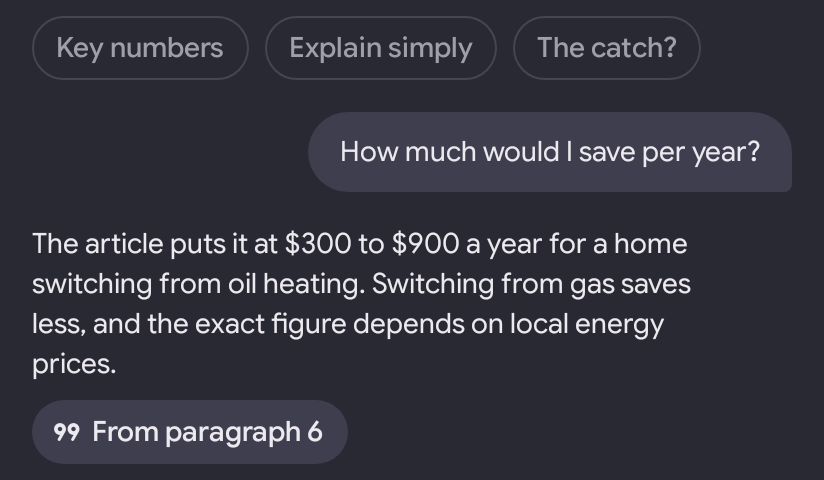 Key numbers
Explain simply
The catch?
How much would I save per year?
The article puts it at $300 to $900 a year for a home
switching from oil heating. Switching from gas saves
less, and the exact figure depends on local energy
prices.
From paragraph 6